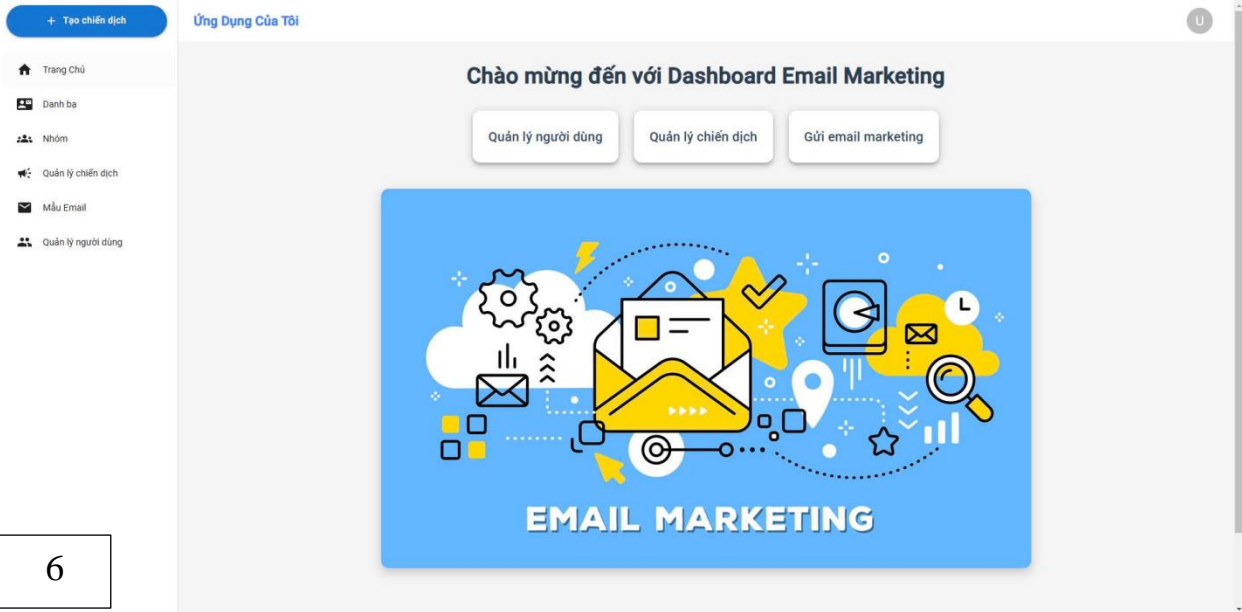 + Tạo chiến dịch
Ứng Dụng Của Tôi
U
Trang Chủ
Danh bạ
Nhóm
Quản lý chiến dịch
Mẫu Email
Quản lý người dùng
Chào mừng đến với Dashboard Email Marketing
Quản lý người dùng
Quản lý chiến dịch
Gửi email marketing
EMAIL MARKETING
6